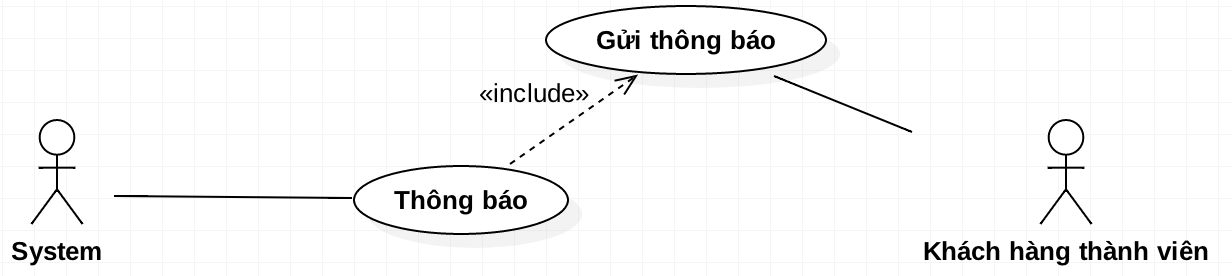 Gửi thông báo
«include»
Thông báo
System
Khách hàng thành viên